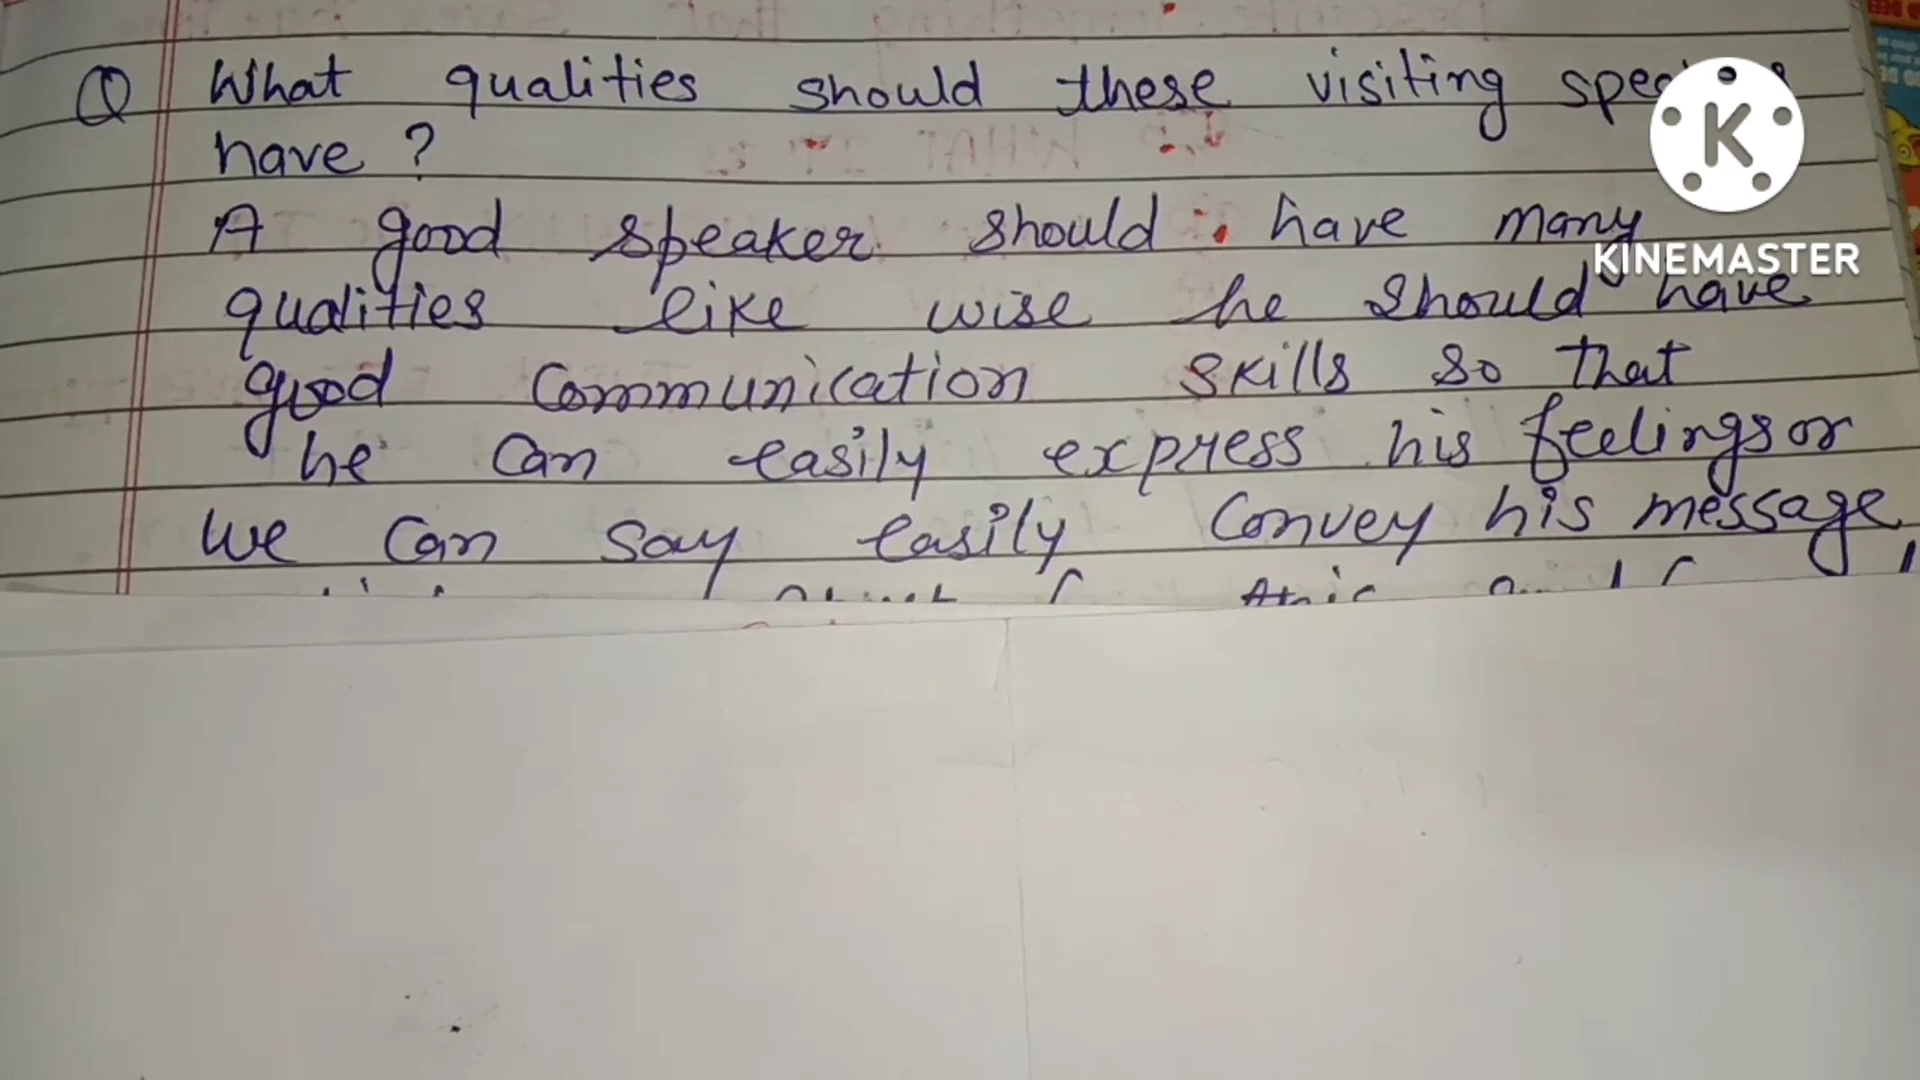 Q What qualities should these visiting
have ?
A good speaker should have many
qualities like wise he should have
good communication skills so that
he can easily express his feelings or
we can say easily convey his message
K
KINEMASTER